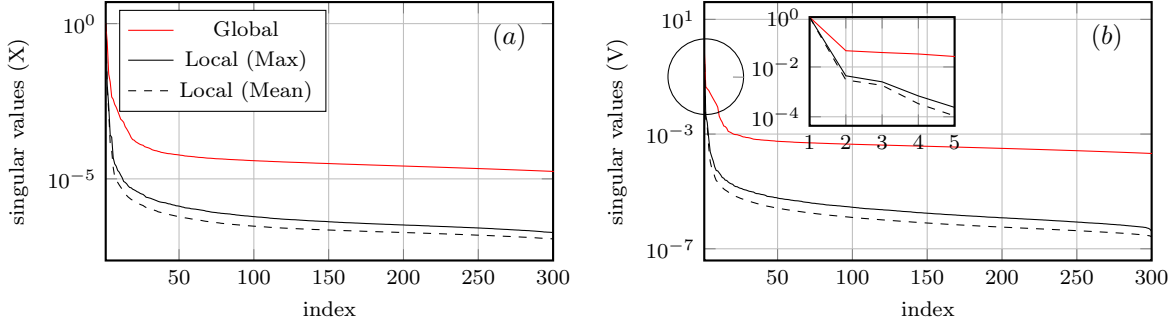 singular values (X)
10^0
10^−5
Global
Local (Max)
Local (Mean)
(a)
50 100 150 200 250 300
index
singular values (V)
10^1
10^−3
10^−7
10^0
10^−2
10^−4
1 2 3 4 5
(b)
50 100 150 200 250 300
index